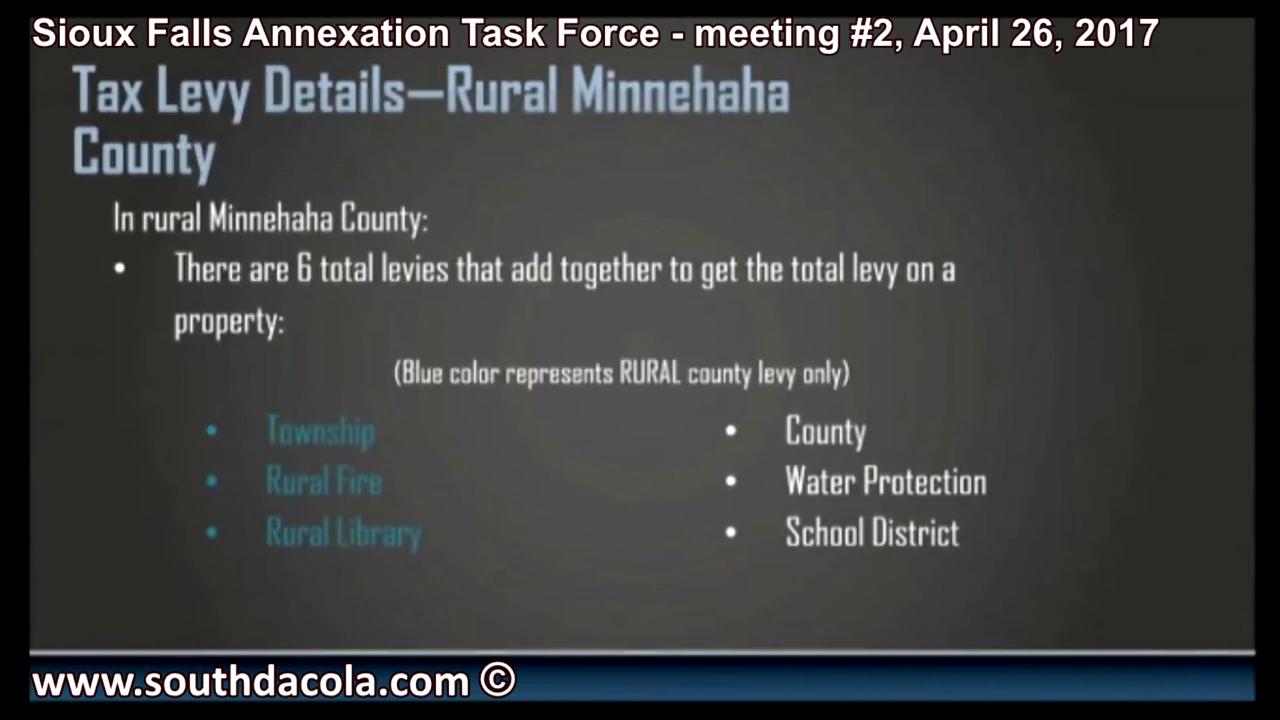 Sioux Falls Annexation Task Force - meeting #2, April 26, 2017
Tax Levy Details—Rural Minnehaha
County
In rural Minnehaha County:
• There are 6 total levies that add together to get the total levy on a
property:
(Blue color represents RURAL county levy only)
• Township
• Rural Fire
• Rural Library
• County
• Water Protection
• School District
www.southdacola.com ©